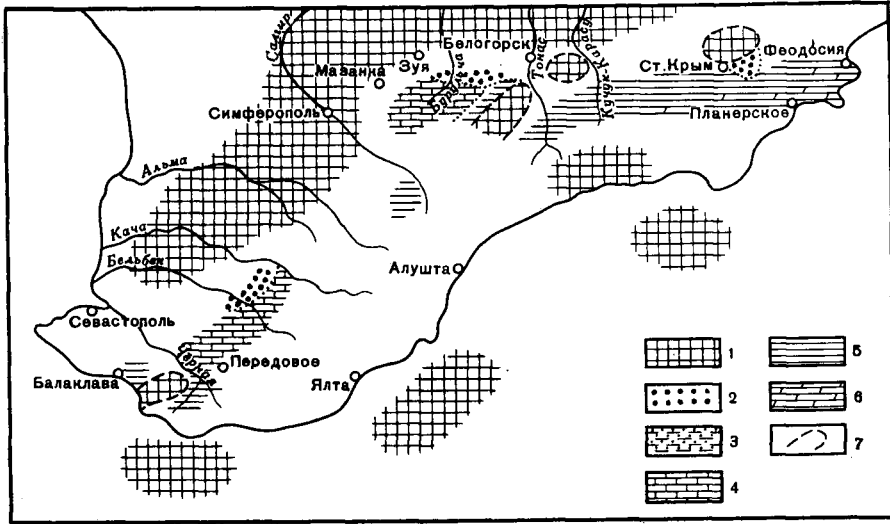 Салгир
Мазанка
Зуя
Бурульча
Белогорск
Тонас
Кучук-Карасу
Ст.Крым
Феодосия
Симферополь
Планерское
Альма
Кача
Бельбек
Алушта
Севастополь
Черная
Передовое
Балаклава
Ялта
1
5
2
6
3
7
4